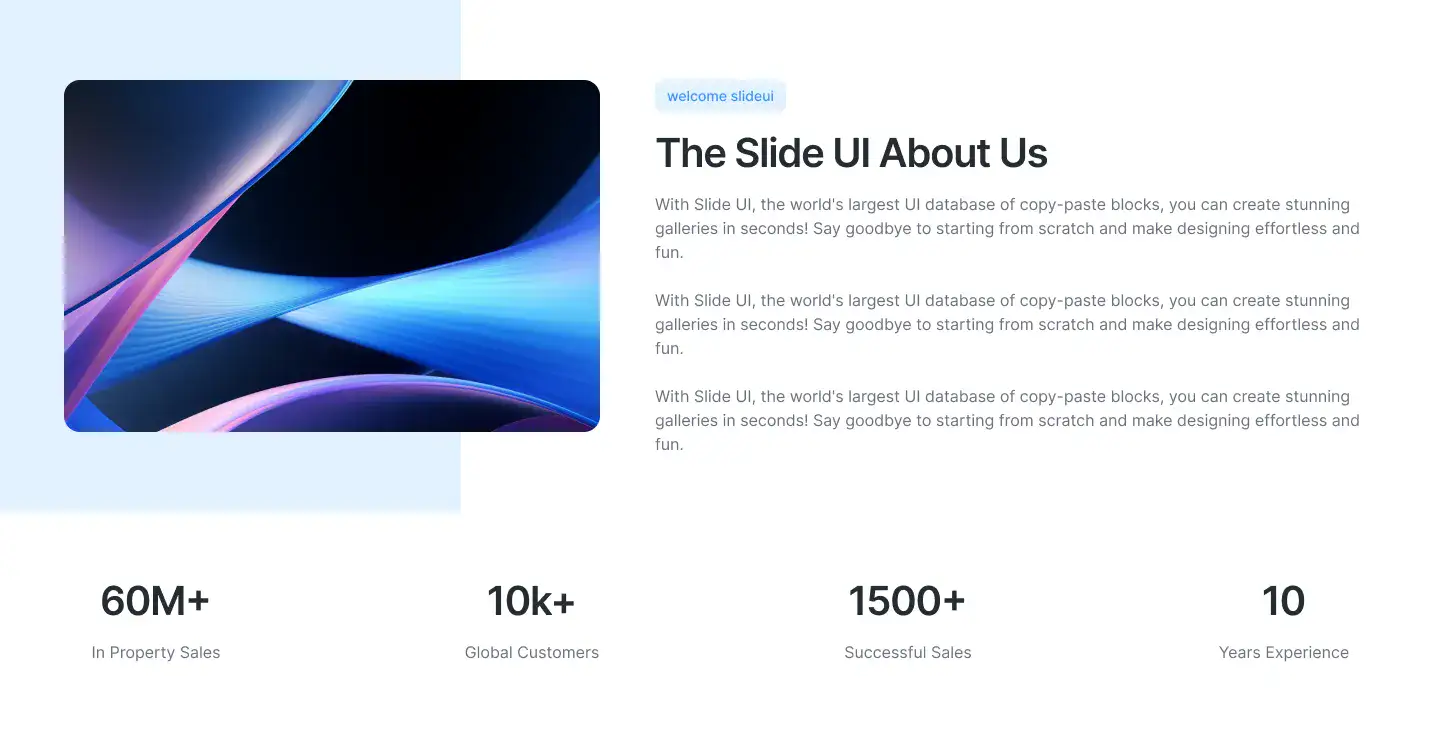 welcome slideui
The Slide UI About Us
With Slide UI, the world's largest UI database of copy-paste blocks, you can create stunning
galleries in seconds! Say goodbye to starting from scratch and make designing effortless and
fun.
With Slide UI, the world's largest UI database of copy-paste blocks, you can create stunning
galleries in seconds! Say goodbye to starting from scratch and make designing effortless and
fun.
With Slide UI, the world's largest UI database of copy-paste blocks, you can create stunning
galleries in seconds! Say goodbye to starting from scratch and make designing effortless and
fun.
60M+
In Property Sales
10k+
Global Customers
1500+
Successful Sales
10
Years Experience